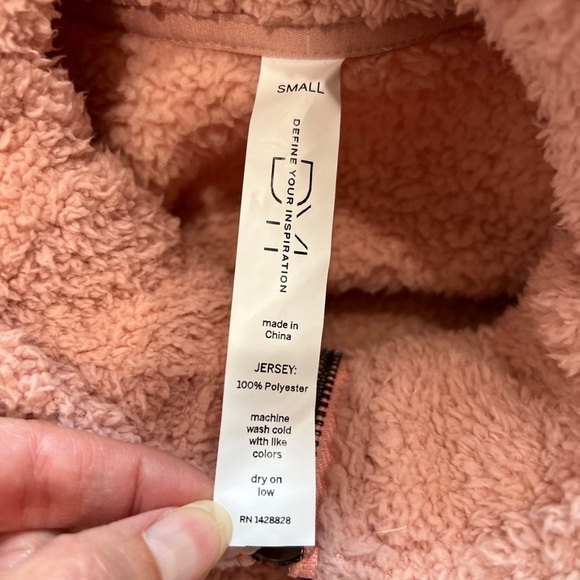 SMALL
DEFINE YOUR INSPIRATION
DYI
made in
China
JERSEY:
100% Polyester
machine
wash cold
with like
colors
dry on
low
RN 1428828